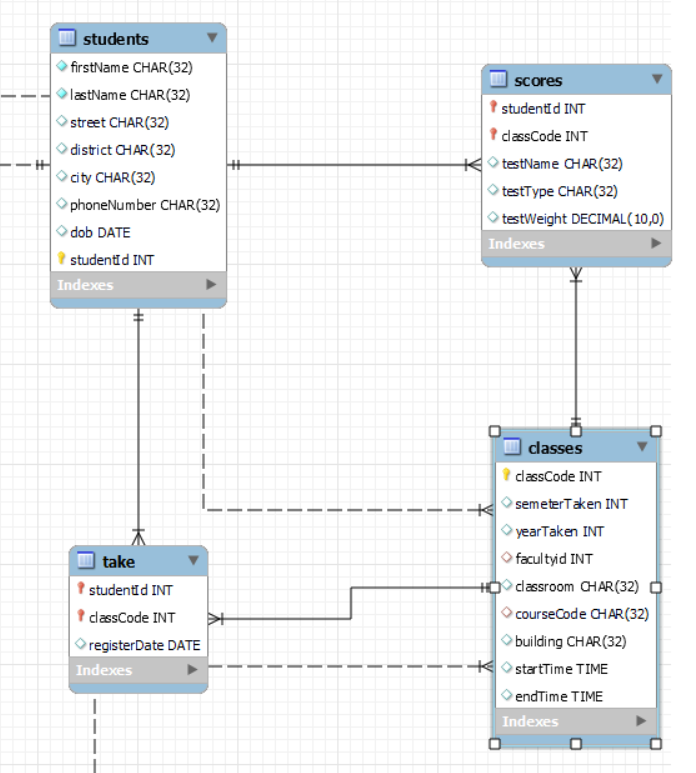 students
firstName CHAR(32)
lastName CHAR(32)
street CHAR(32)
district CHAR(32)
city CHAR(32)
phoneNumber CHAR(32)
dob DATE
studentId INT
Indexes
scores
studentId INT
classCode INT
testName CHAR(32)
testType CHAR(32)
testWeight DECIMAL(10,0)
Indexes
take
studentId INT
classCode INT
registerDate DATE
Indexes
classes
classCode INT
semeterTaken INT
yearTaken INT
facultyid INT
classroom CHAR(32)
courseCode CHAR(32)
building CHAR(32)
startTime TIME
endTime TIME
Indexes